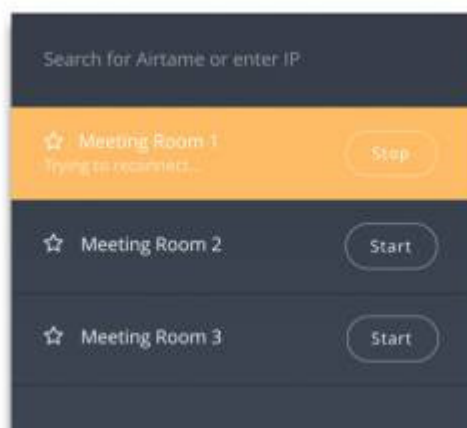 Search for Airtame or enter IP
Meeting Room 1
Stop
Trying to reconnect...
Meeting Room 2
Start
Meeting Room 3
Start